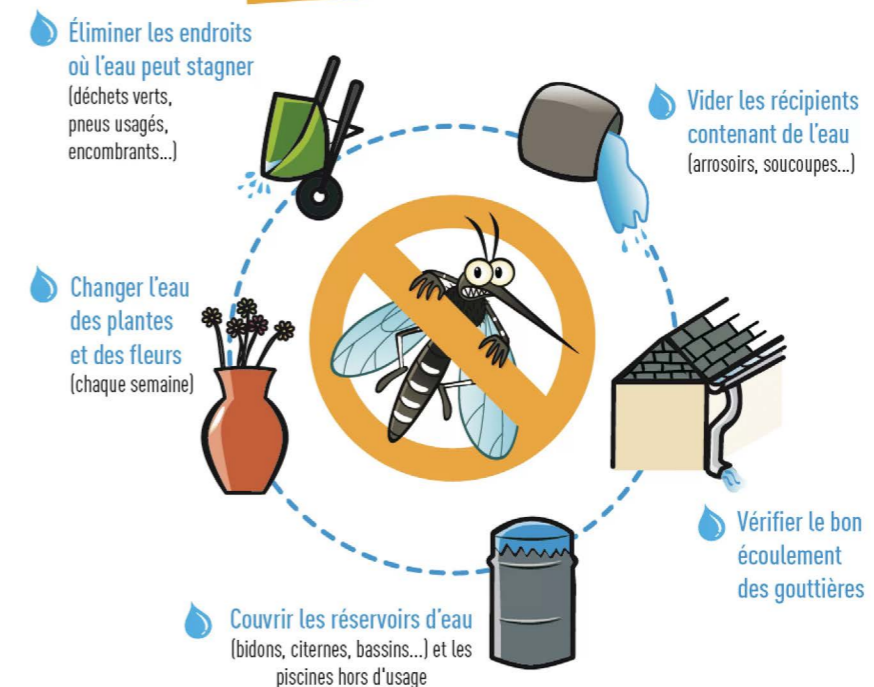 Éliminer les endroits
où l'eau peut stagner
(déchets verts,
pneus usagés,
encombrants...)
Vider les récipients
contenant de l'eau
(arrosoirs, soucoupes...)
Changer l'eau
des plantes
et des fleurs
(chaque semaine)
Vérifier le bon
écoulement
des gouttières
Couvrir les réservoirs d'eau
(bidons, citernes, bassins...) et les
piscines hors d'usage